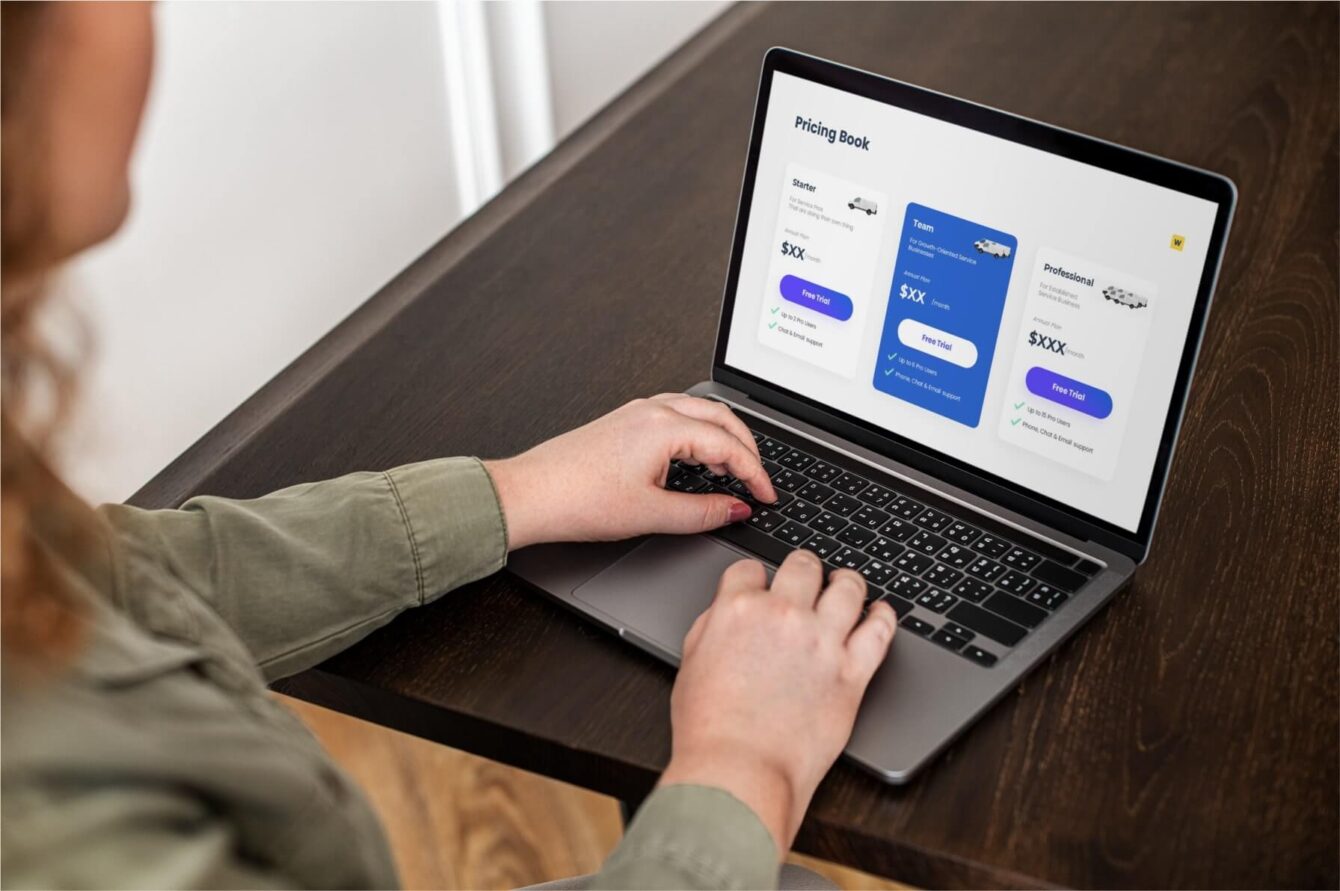 Pricing Book
W
Starter
For Service Pros
That are doing their own thing
Annual Plan
$XX/month
Free Trial
Up to 2 Pro Users
Chat & Email support
Team
For Growth-Oriented Service
Businesses
Annual Plan
$XX /month
Free Trial
Up to 6 Pro Users
Phone, Chat & Email support
Professional
For Established
Service Business
Annual Plan
$XXX/month
Free Trial
Up to 15 Pro Users
Phone, Chat & Email support